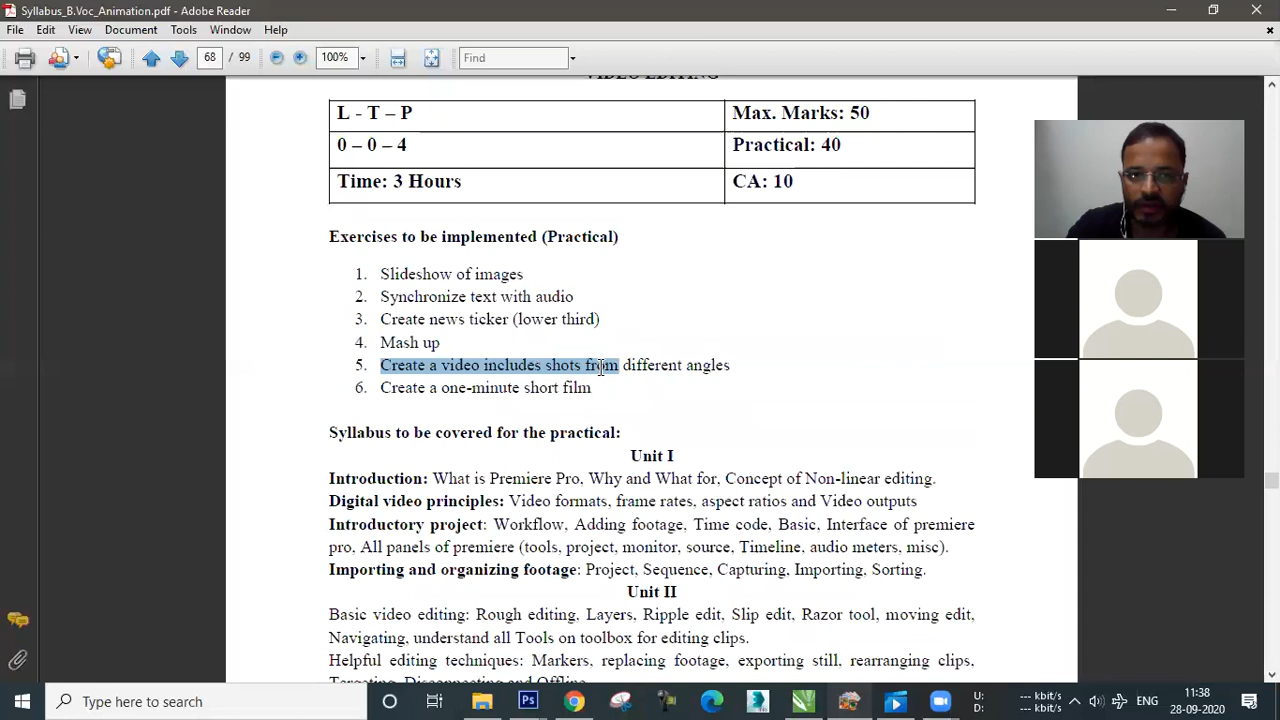 Syllabus_B.Voc_Animation.pdf - Adobe Reader
File Edit View Document Tools Window Help
68 / 99 100% Find
VIDEO EDITING
L - T – P Max. Marks: 50
0 – 0 – 4 Practical: 40
Time: 3 Hours CA: 10
Exercises to be implemented (Practical)
1. Slideshow of images
2. Synchronize text with audio
3. Create news ticker (lower third)
4. Mash up
5. Create a video includes shots from different angles
6. Create a one-minute short film
Syllabus to be covered for the practical:
Unit I
Introduction: What is Premiere Pro, Why and What for, Concept of Non-linear editing.
Digital video principles: Video formats, frame rates, aspect ratios and Video outputs
Introductory project: Workflow, Adding footage, Time code, Basic, Interface of premiere
pro, All panels of premiere (tools, project, monitor, source, Timeline, audio meters, misc).
Importing and organizing footage: Project, Sequence, Capturing, Importing, Sorting.
Unit II
Basic video editing: Rough editing, Layers, Ripple edit, Slip edit, Razor tool, moving edit,
Navigating, understand all Tools on toolbox for editing clips.
Helpful editing techniques: Markers, replacing footage, exporting still, rearranging clips,
Targeting, Disconnecting and Offline
Type here to search
Ps
U: --- kbit/s
D: --- kbit/s
ENG
11:38
28-09-2020